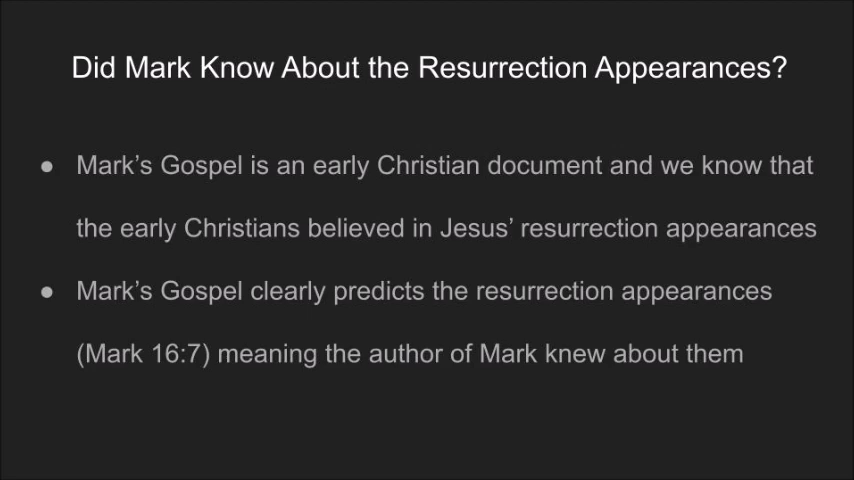 Did Mark Know About the Resurrection Appearances?
● Mark’s Gospel is an early Christian document and we know that
the early Christians believed in Jesus’ resurrection appearances
● Mark’s Gospel clearly predicts the resurrection appearances
(Mark 16:7) meaning the author of Mark knew about them